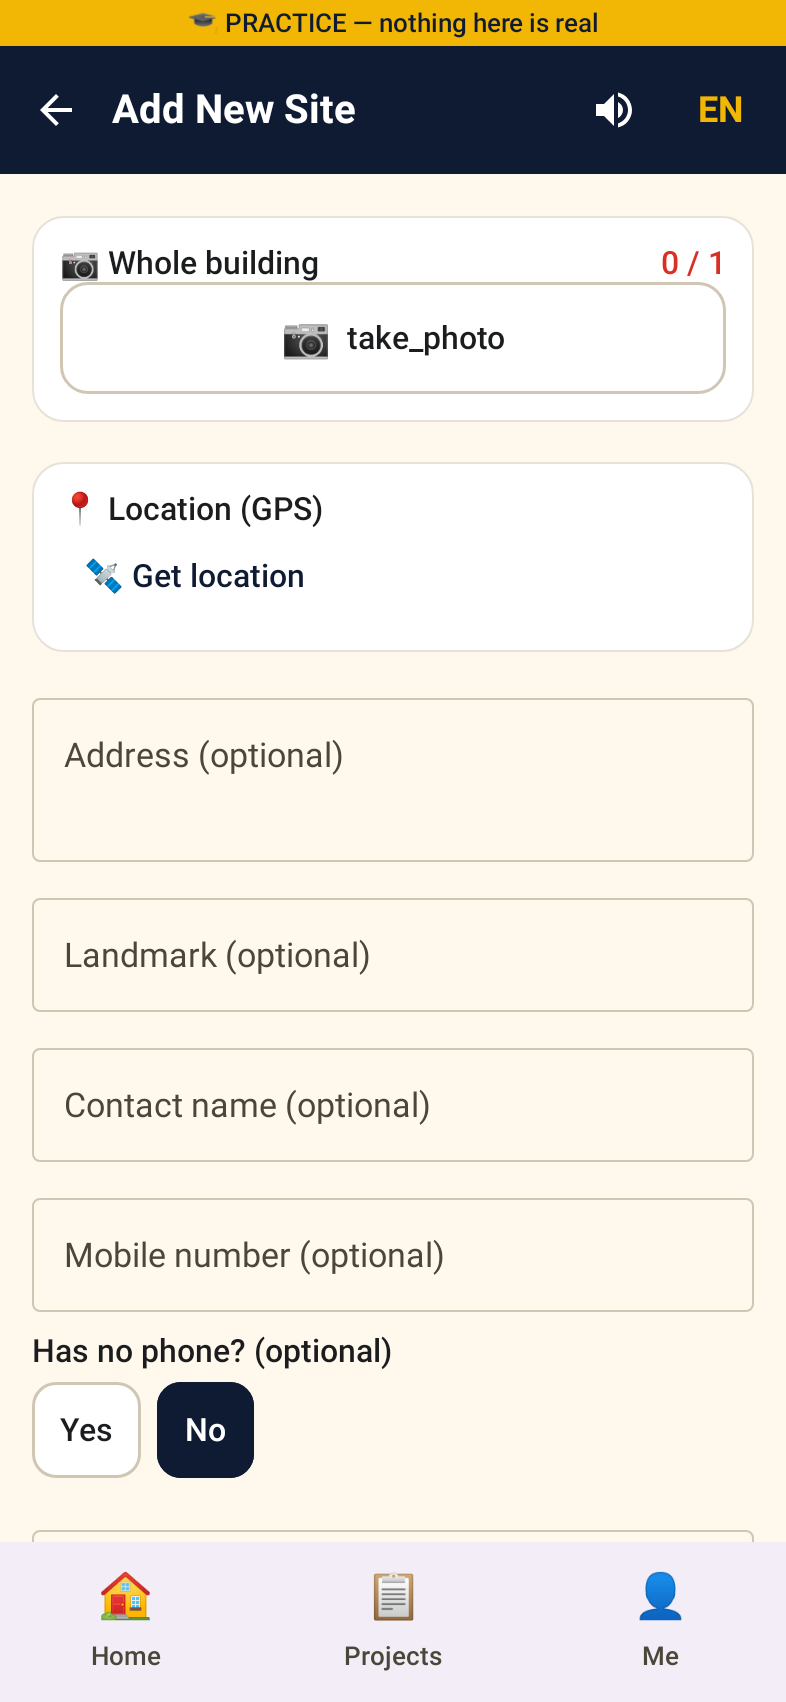 PRACTICE — nothing here is real
Add New Site
EN
Whole building
0 / 1
take_photo
Location (GPS)
Get location
Address (optional)
Landmark (optional)
Contact name (optional)
Mobile number (optional)
Has no phone? (optional)
Yes
No
Home
Projects
Me